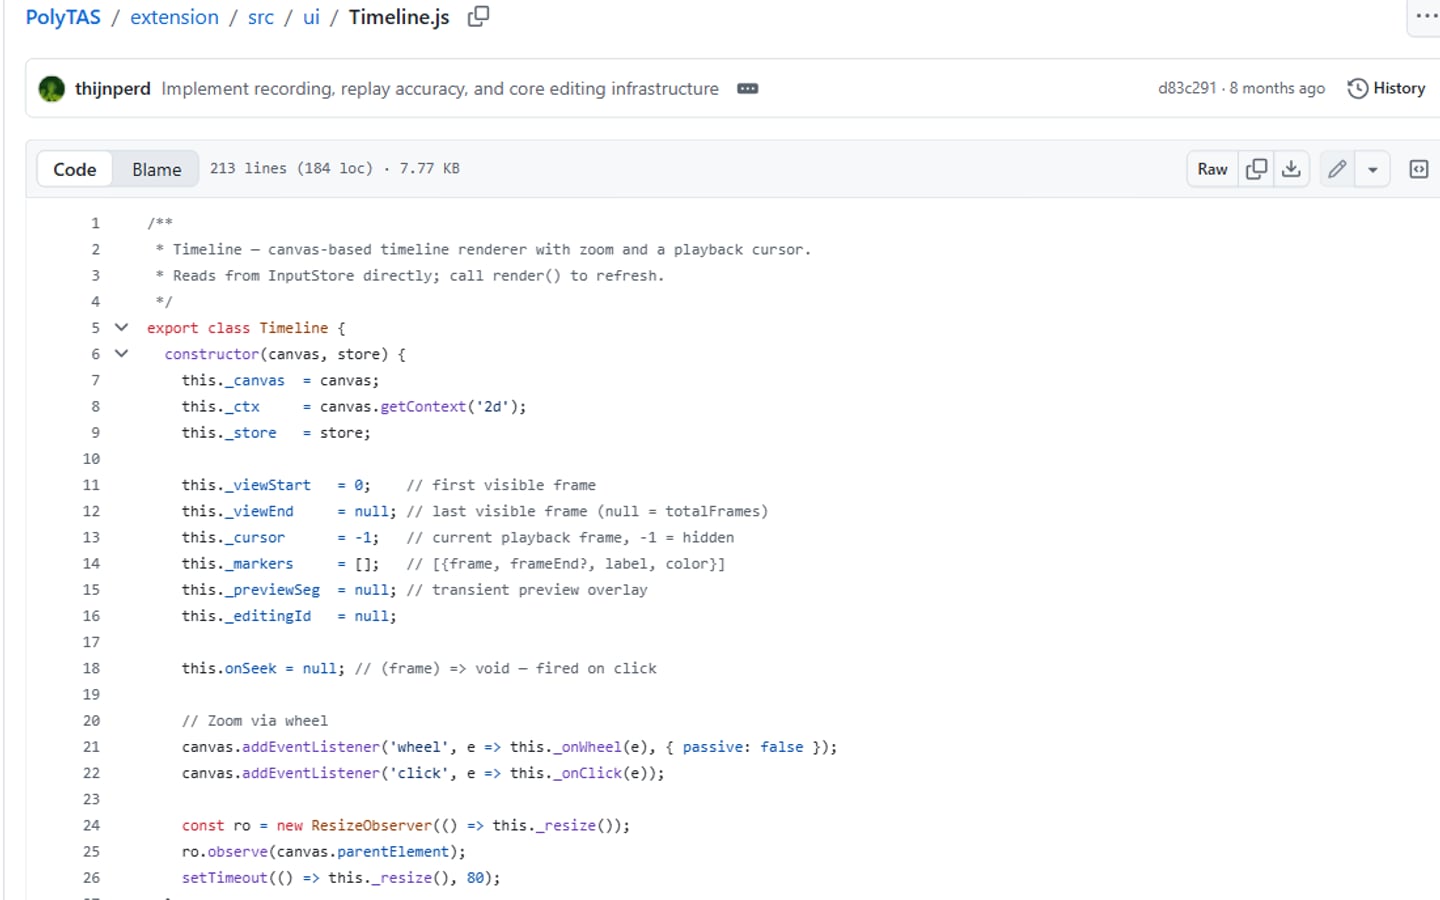 PolyTAS / extension / src / ui / Timeline.js
thijnperd Implement recording, replay accuracy, and core editing infrastructure d83c291 · 8 months ago History
Code Blame 213 lines (184 loc) · 7.77 KB Raw
1 /**
2  * Timeline — canvas-based timeline renderer with zoom and a playback cursor.
3  * Reads from InputStore directly; call render() to refresh.
4  */
5 export class Timeline {
6   constructor(canvas, store) {
7     this._canvas  = canvas;
8     this._ctx     = canvas.getContext('2d');
9     this._store   = store;
10
11     this._viewStart   = 0;    // first visible frame
12     this._viewEnd     = null; // last visible frame (null = totalFrames)
13     this._cursor      = -1;   // current playback frame, -1 = hidden
14     this._markers     = [];   // [{frame, frameEnd?, label, color}]
15     this._previewSeg  = null; // transient preview overlay
16     this._editingId   = null;
17
18     this.onSeek = null; // (frame) => void — fired on click
19
20     // Zoom via wheel
21     canvas.addEventListener('wheel', e => this._onWheel(e), { passive: false });
22     canvas.addEventListener('click', e => this._onClick(e));
23
24     const ro = new ResizeObserver(() => this._resize());
25     ro.observe(canvas.parentElement);
26     setTimeout(() => this._resize(), 80);